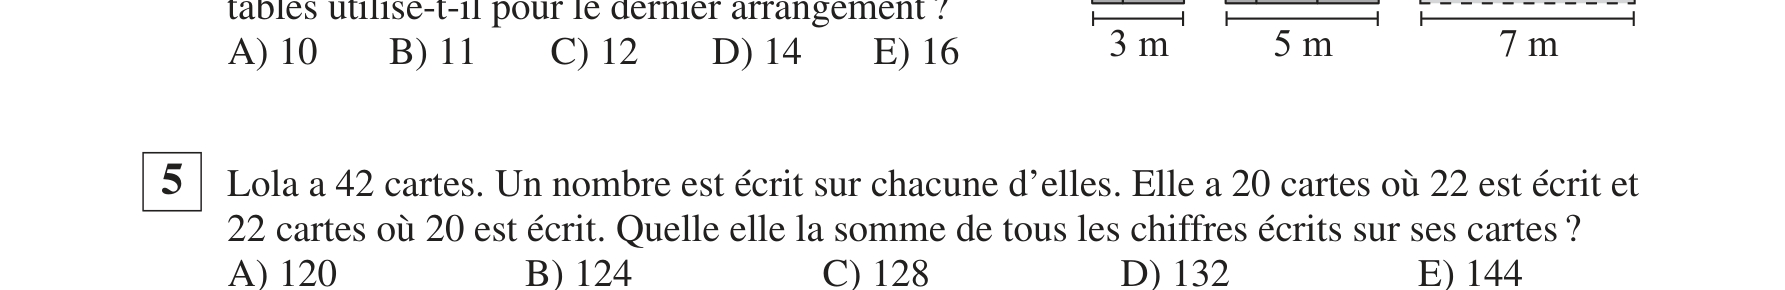 tables utilise-t-il pour le dernier arrangement ?
A) 10 B) 11 C) 12 D) 14 E) 16
3 m 5 m 7 m
5 Lola a 42 cartes. Un nombre est écrit sur chacune d’elles. Elle a 20 cartes où 22 est écrit et
22 cartes où 20 est écrit. Quelle elle la somme de tous les chiffres écrits sur ses cartes ?
A) 120 B) 124 C) 128 D) 132 E) 144